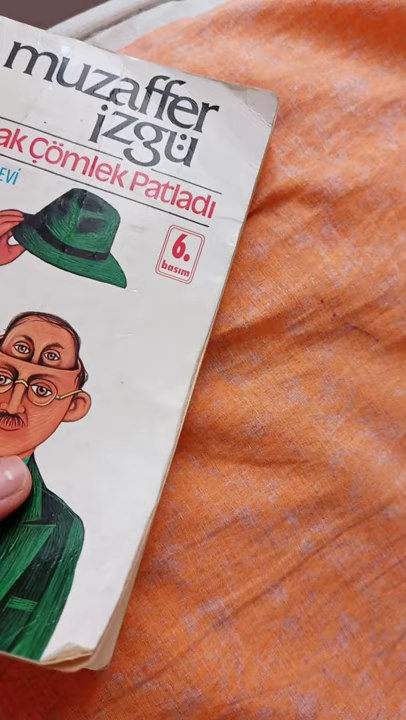 muzaffer
izgü
ak Çömlek Patladı
EVİ
6.
basım